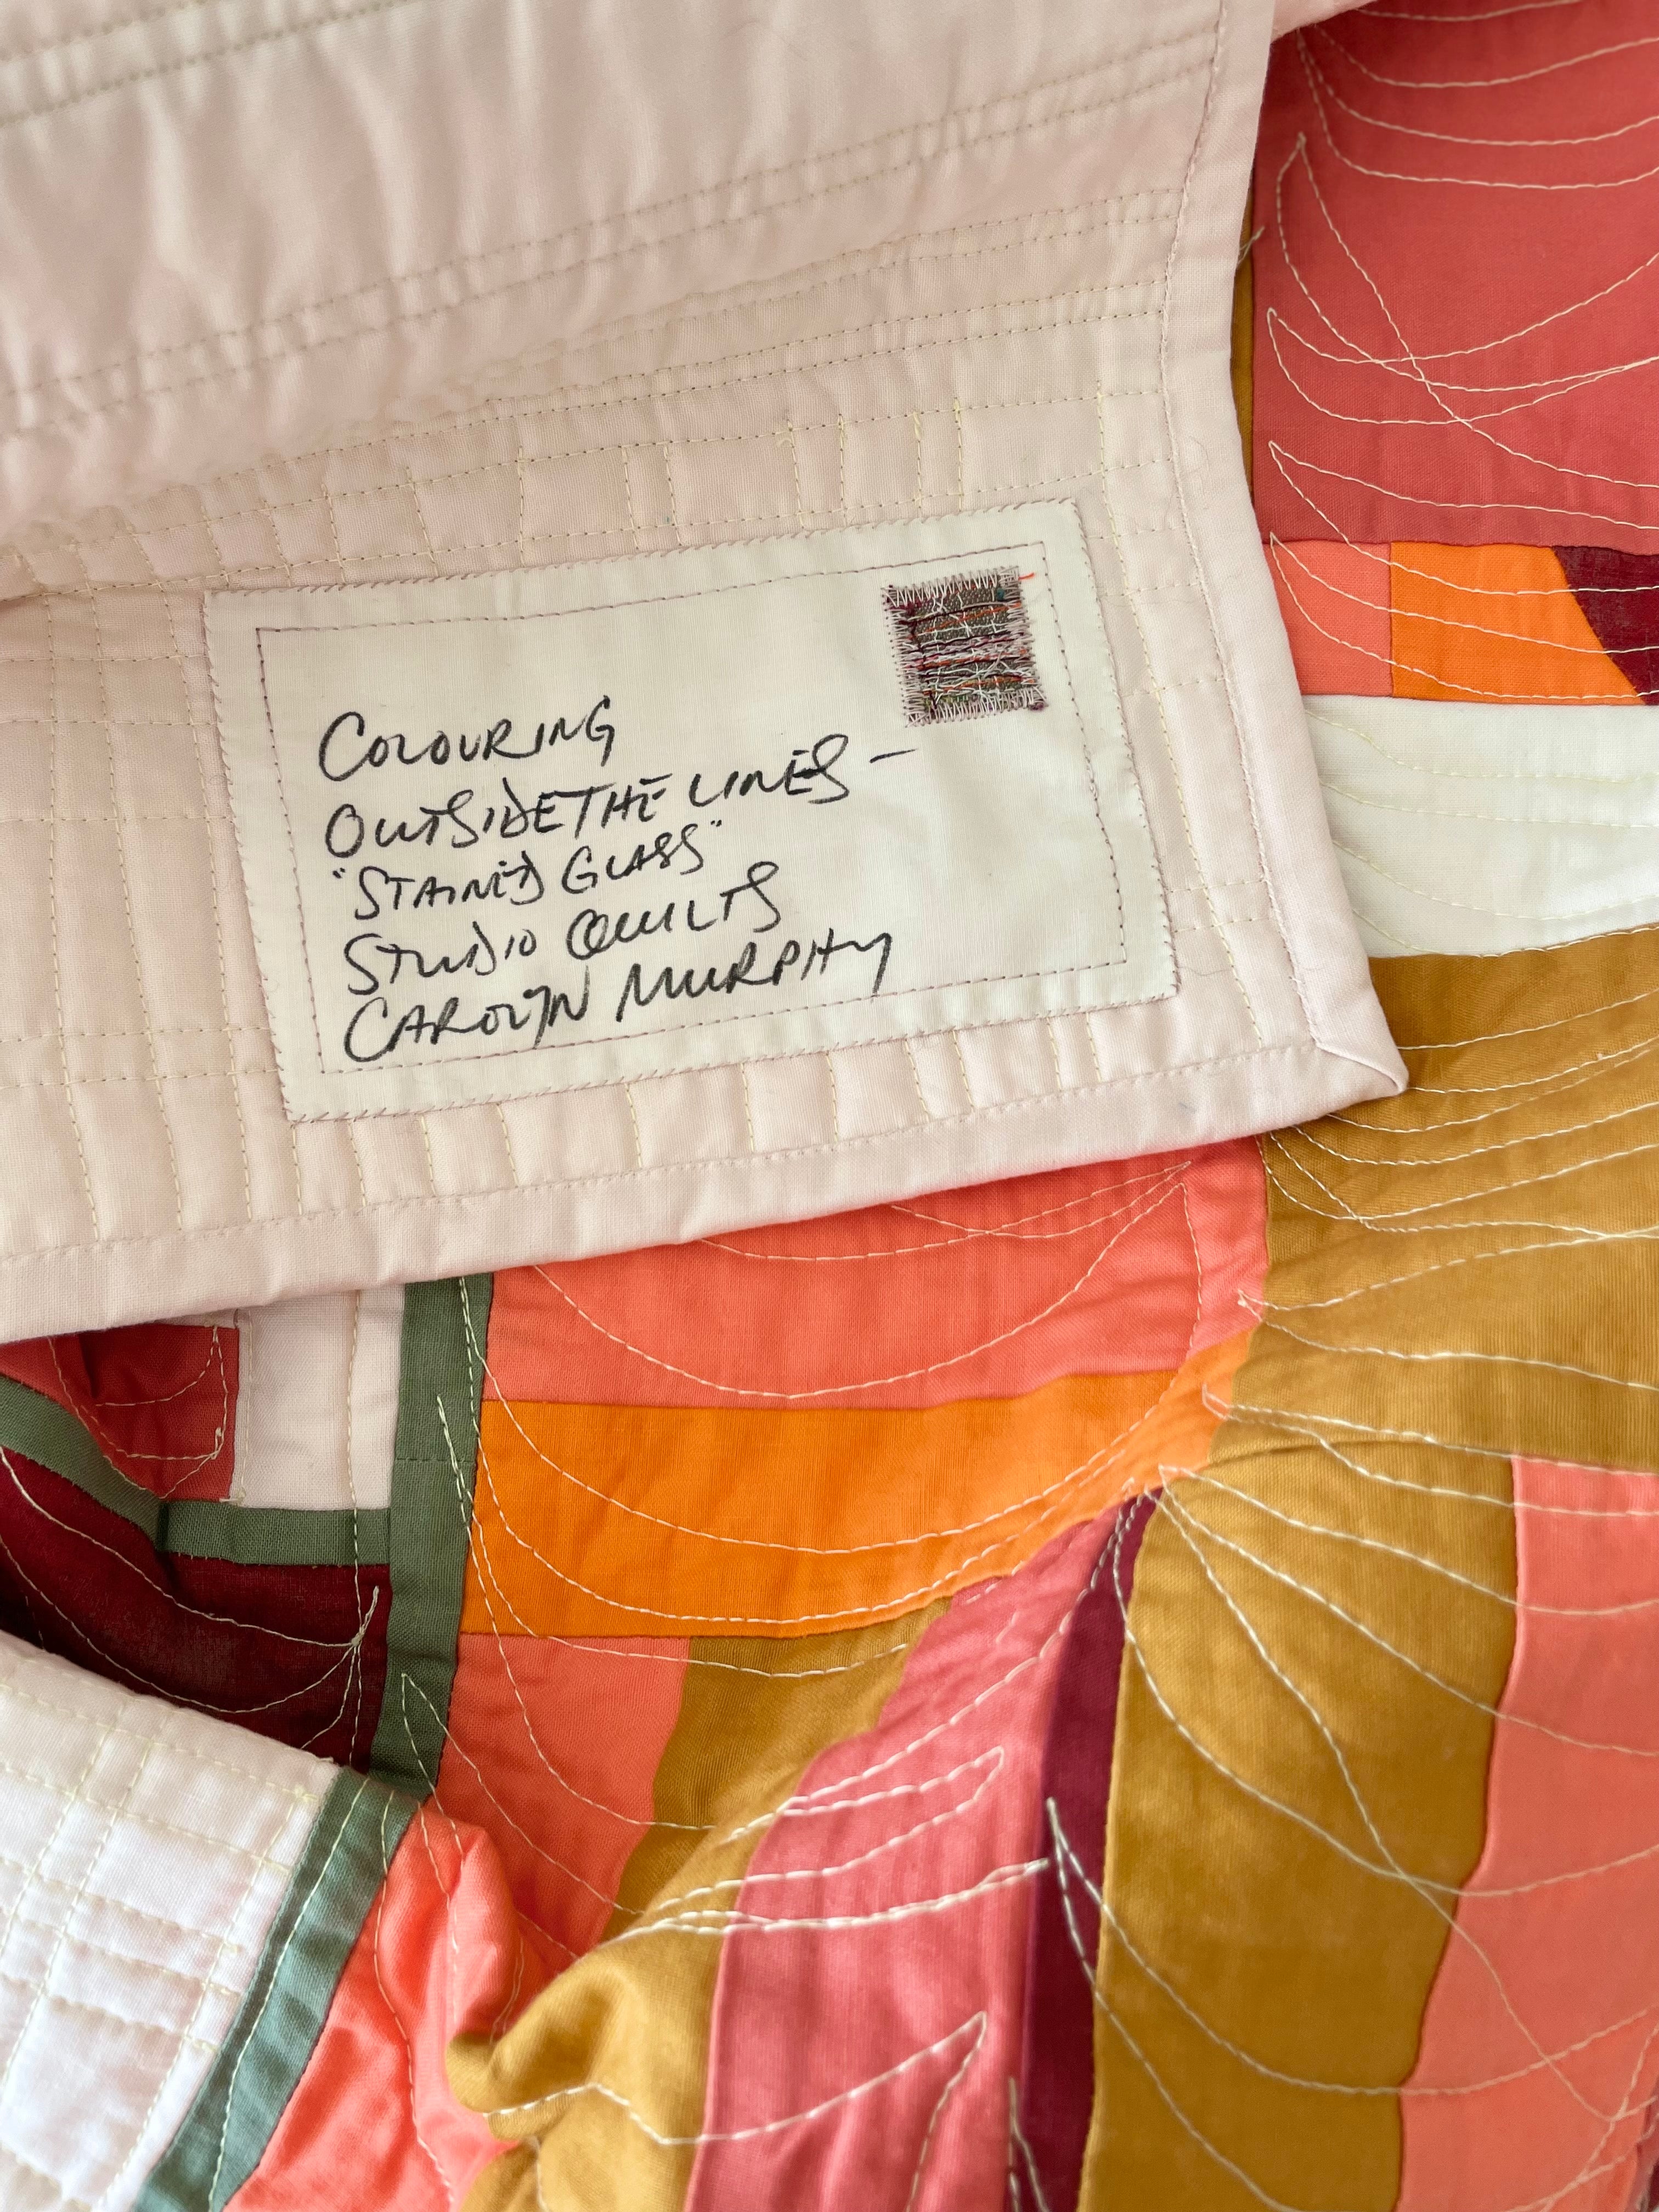 COLOURING
OUTSIDE THE LINES –
"STAINED GLASS"
STUDIO QUILTS
CAROLYN MURPHY